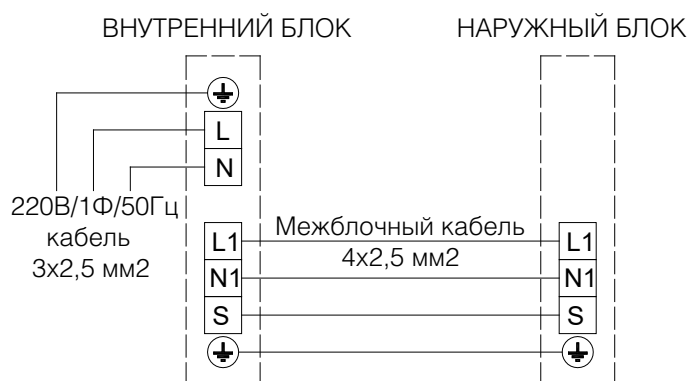 ВНУТРЕННИЙ БЛОК
НАРУЖНЫЙ БЛОК
L
N
220В/1Ф/50Гц
кабель
3х2,5 мм2
Межблочный кабель
4х2,5 мм2
L1
N1
S
L1
N1
S